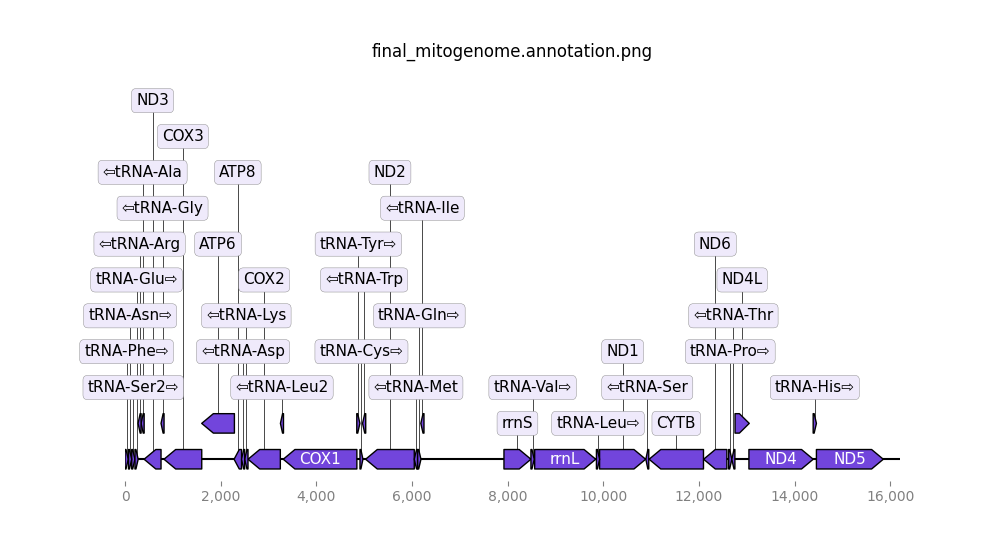 final_mitogenome.annotation.png
ND3
COX3
⇦tRNA-Ala
ATP8
ND2
⇦tRNA-Gly
⇦tRNA-Ile
⇦tRNA-Arg
ATP6
tRNA-Tyr⇨
ND6
tRNA-Glu⇨
COX2
⇦tRNA-Trp
ND4L
tRNA-Asn⇨
⇦tRNA-Lys
tRNA-Gln⇨
⇦tRNA-Thr
tRNA-Phe⇨
⇦tRNA-Asp
tRNA-Cys⇨
ND1
tRNA-Pro⇨
tRNA-Ser2⇨
⇦tRNA-Leu2
⇦tRNA-Met
tRNA-Val⇨
⇦tRNA-Ser
tRNA-His⇨
rrnS
tRNA-Leu⇨
CYTB
COX1
rrnL
ND4
ND5
0
2,000
4,000
6,000
8,000
10,000
12,000
14,000
16,000